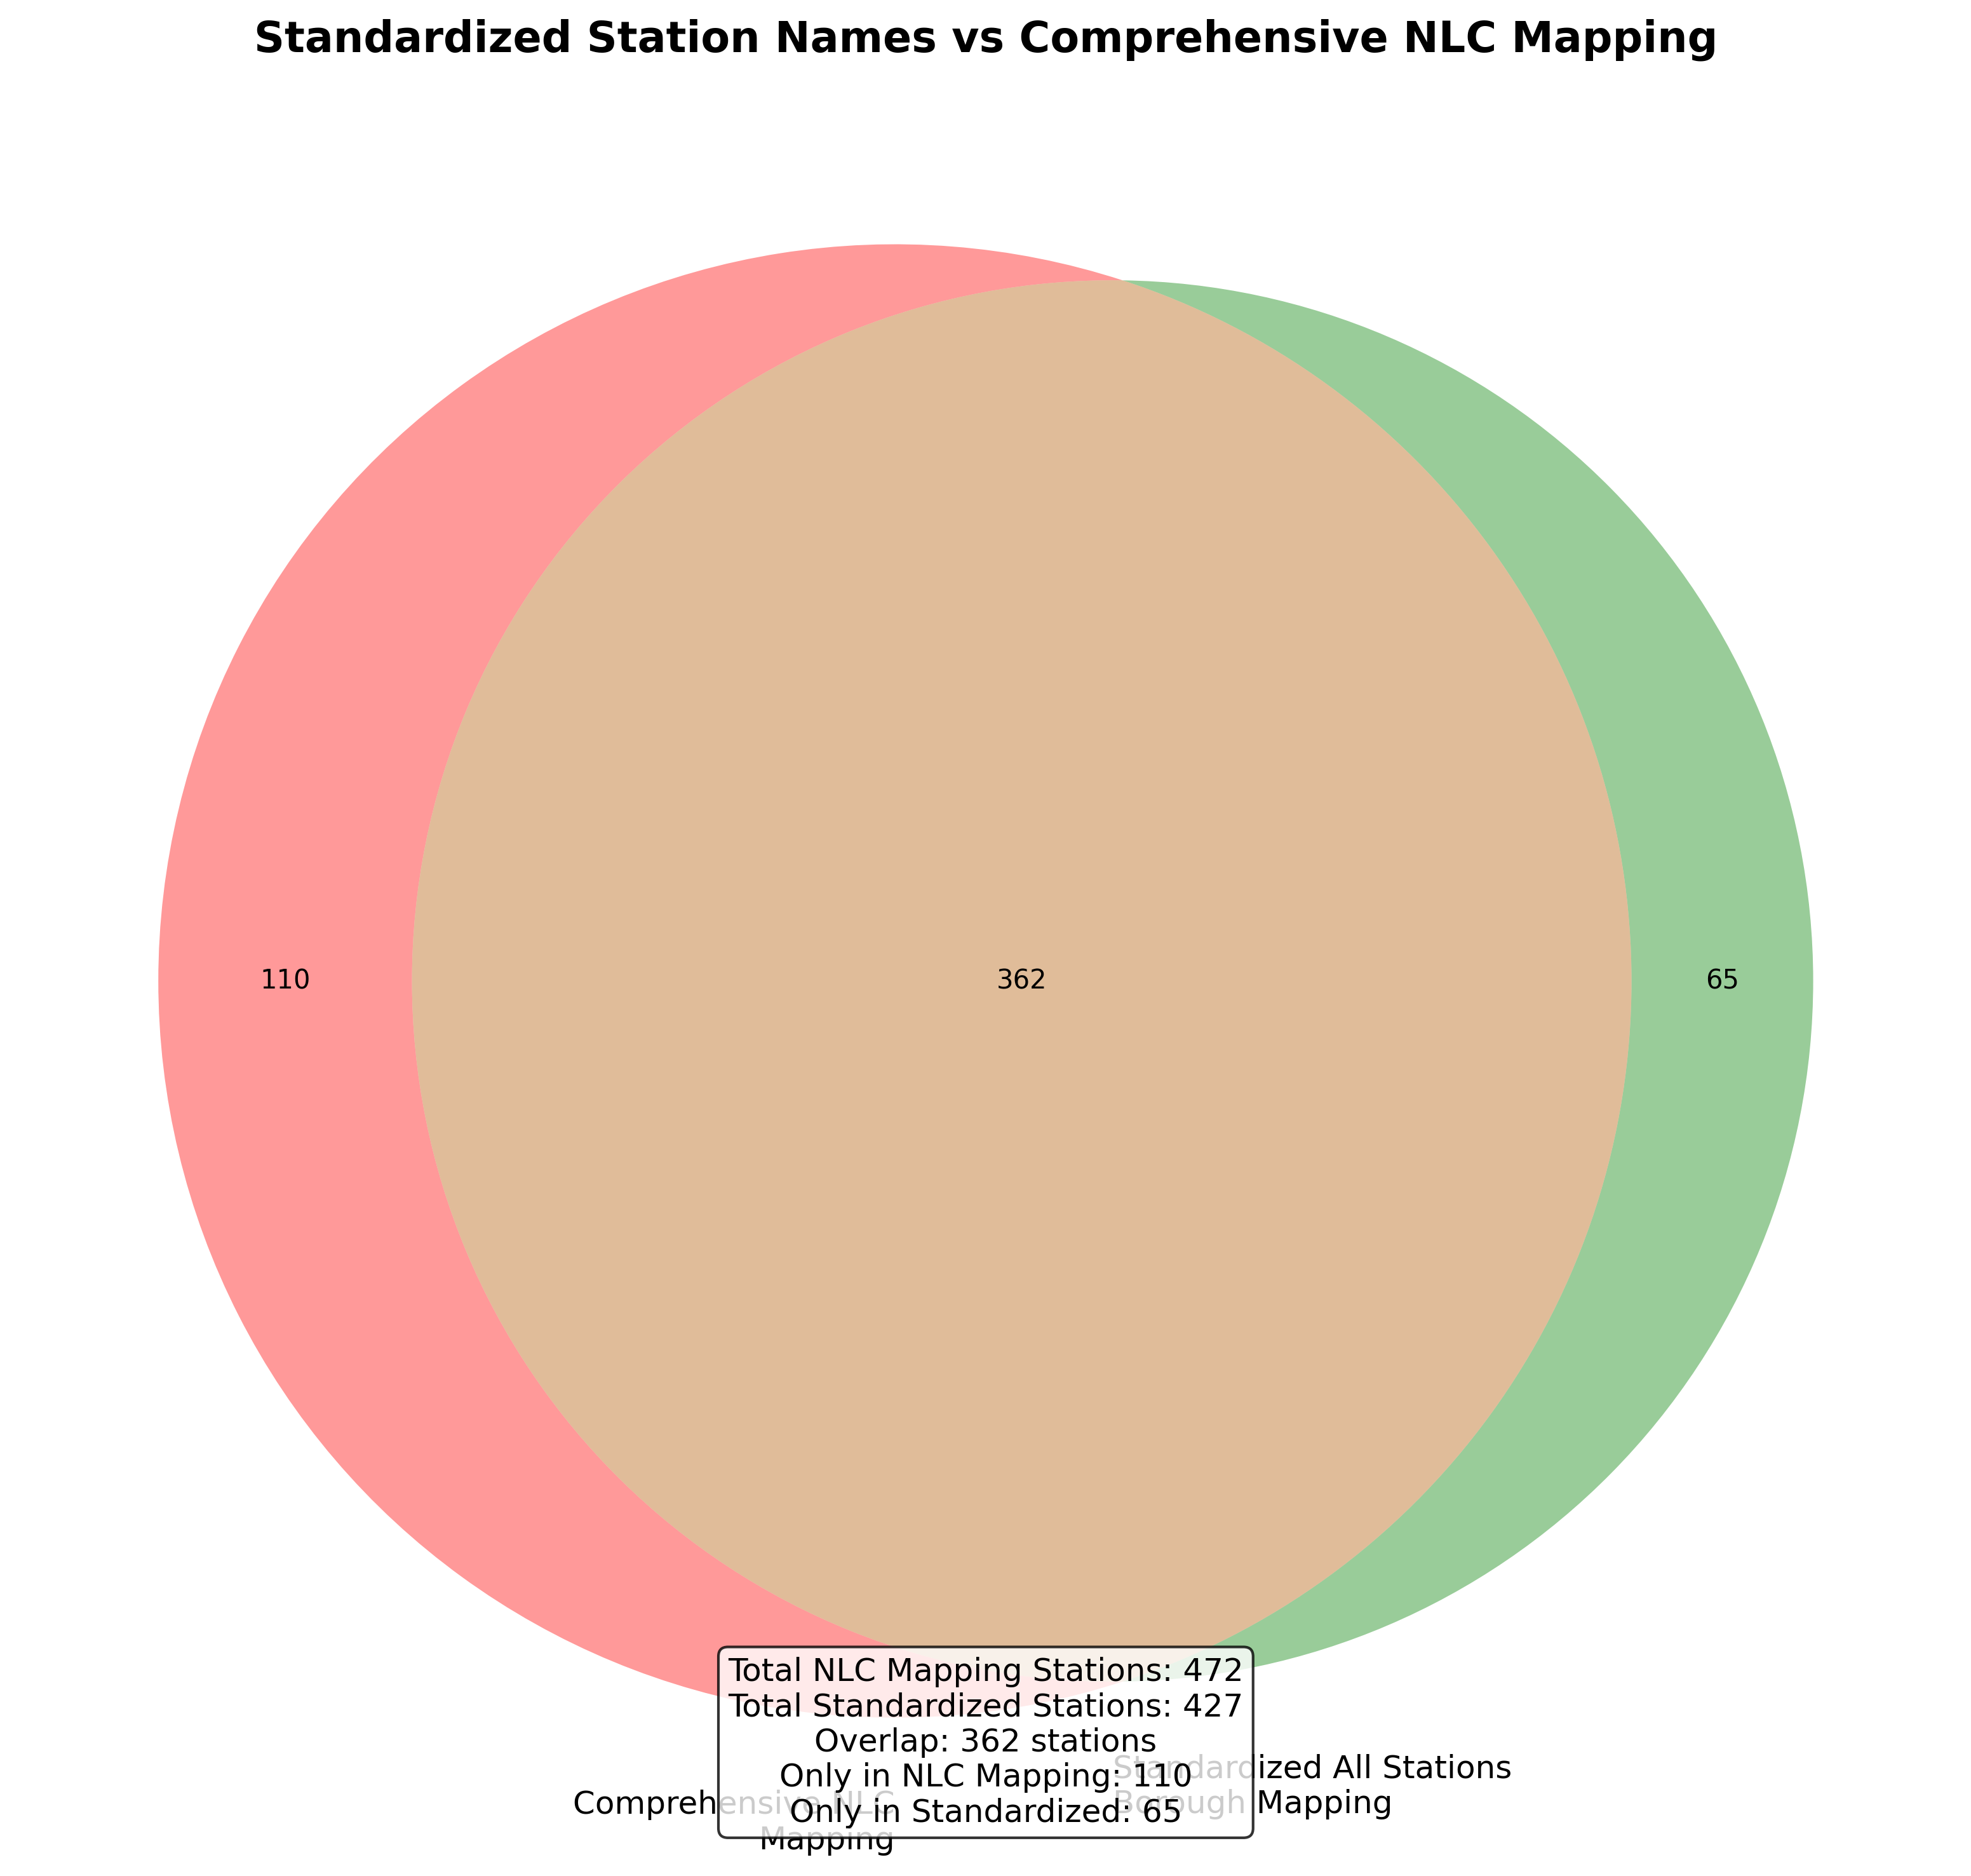 Standardized Station Names vs Comprehensive NLC Mapping
110
362
65
Total NLC Mapping Stations: 472
Total Standardized Stations: 427
Overlap: 362 stations
Only in NLC Mapping: 110
Only in Standardized: 65
Standardized All Stations
Borough Mapping
Comprehensive NLC
Mapping